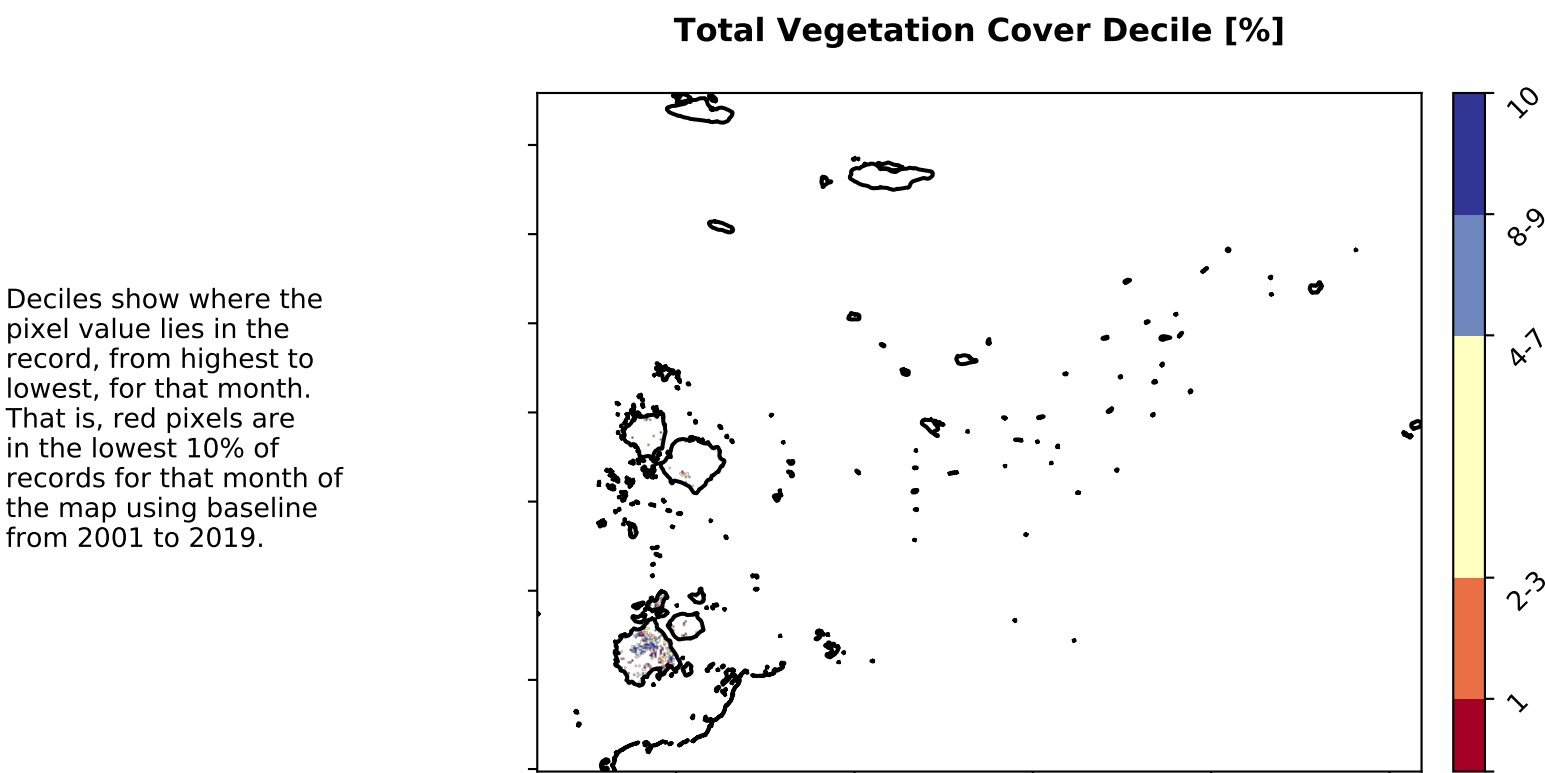 Total Vegetation Cover Decile [%]
Deciles show where the
pixel value lies in the
record, from highest to
lowest, for that month.
That is, red pixels are
in the lowest 10% of
records for that month of
the map using baseline
from 2001 to 2019.
10
8-9
4-7
2-3
1